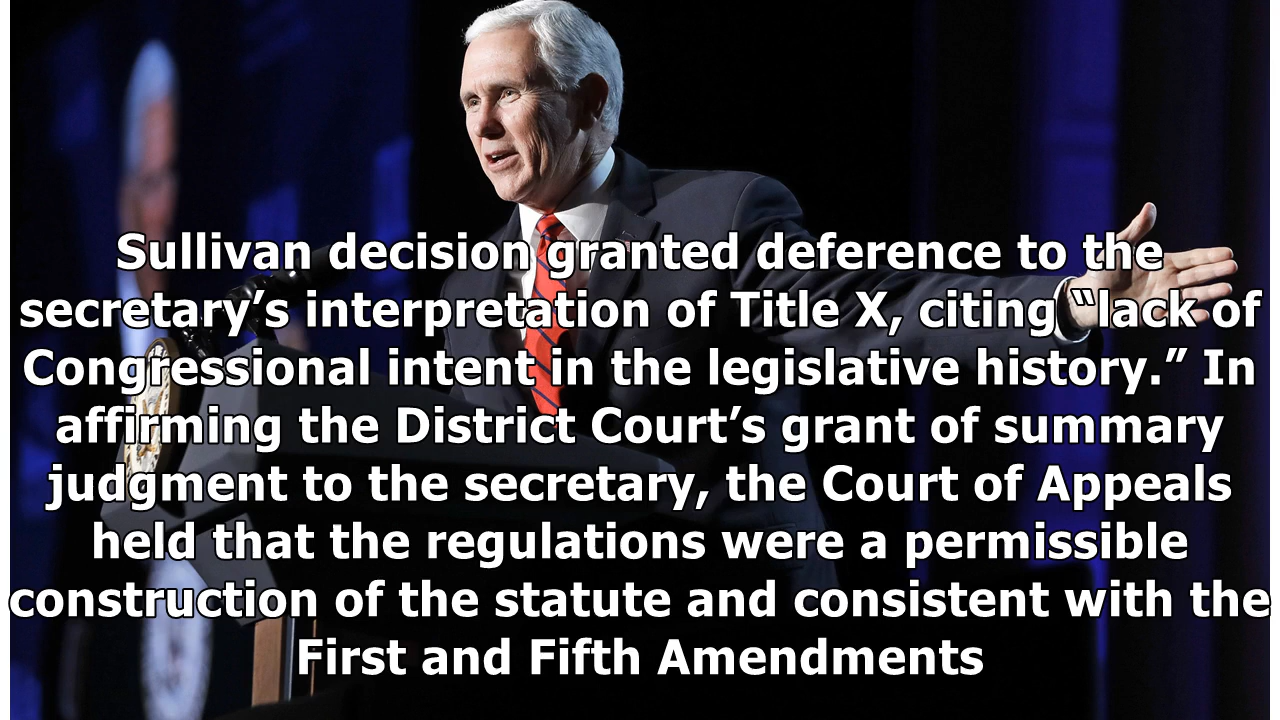 Sullivan decision granted deference to the
secretary’s interpretation of Title X, citing “lack of
Congressional intent in the legislative history.” In
affirming the District Court’s grant of summary
judgment to the secretary, the Court of Appeals
held that the regulations were a permissible
construction of the statute and consistent with the
First and Fifth Amendments